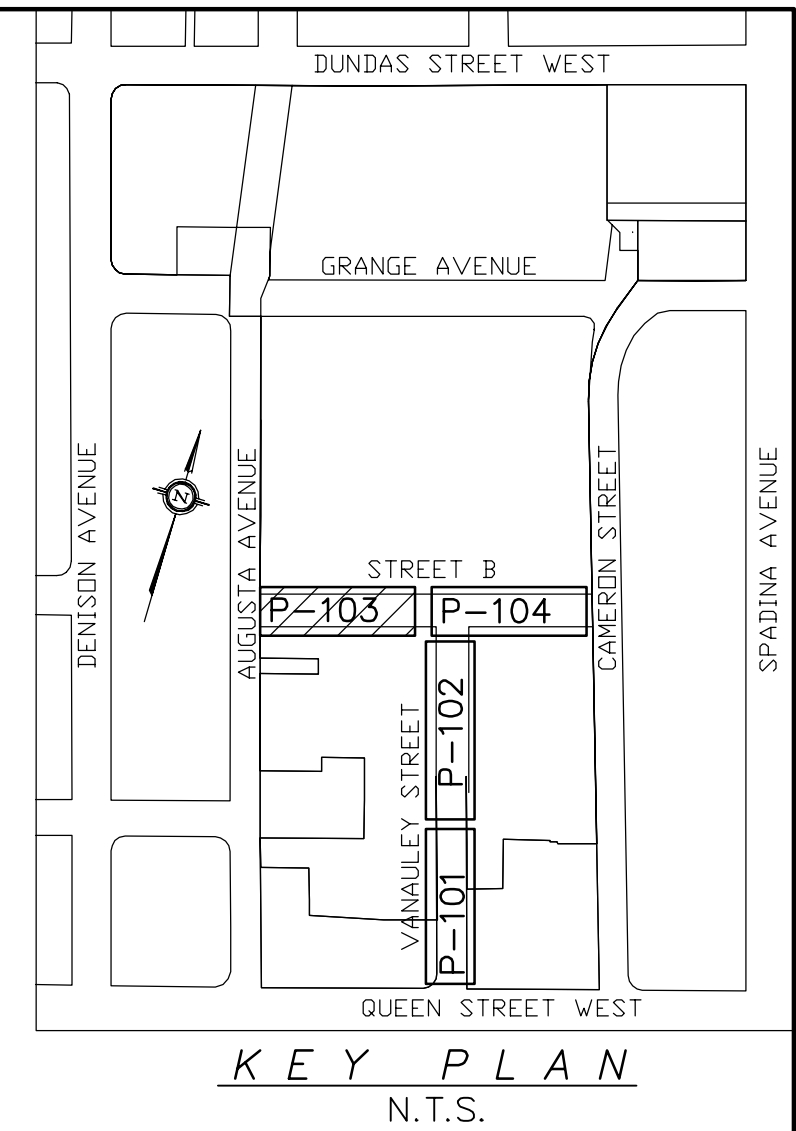 DUNDAS STREET WEST
GRANGE AVENUE
DENISON AVENUE
N
AUGUSTA AVENUE
CAMERON STREET
SPADINA AVENUE
STREET B
P-103
P-104
VANAULEY STREET
P-102
P-101
QUEEN STREET WEST
KEY PLAN
N.T.S.